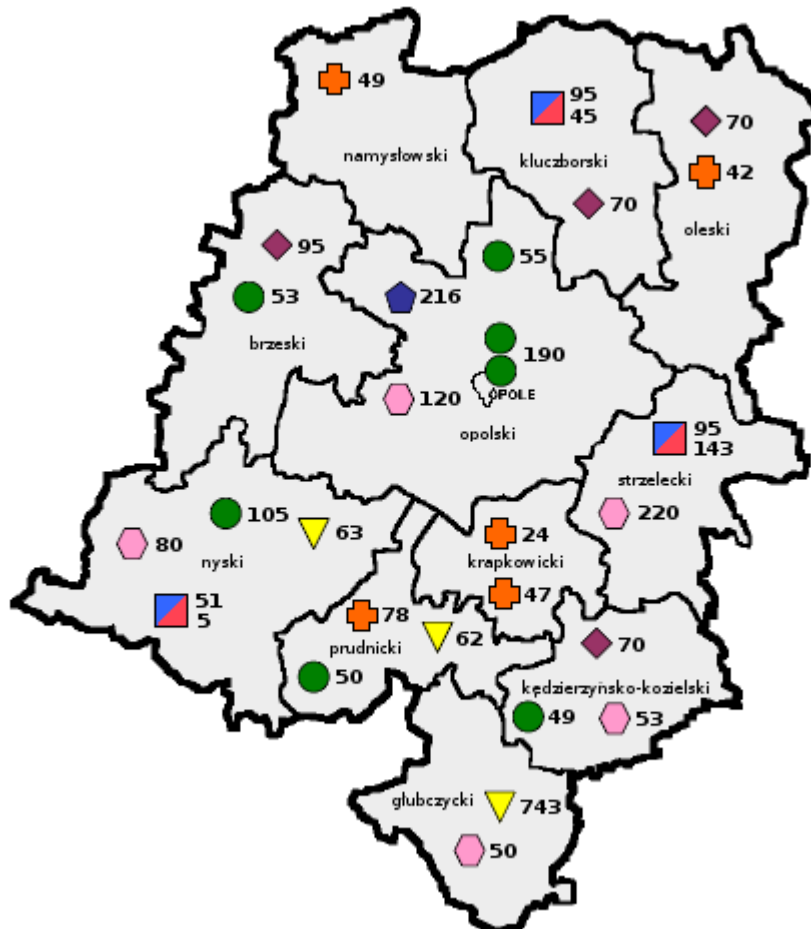 49
namysłowski
95
45
kluczborski
70
70
42
oleski
95
53
brzeski
55
216
190
OPOLE
120
opolski
95
143
strzelecki
220
105
63
80
nyski
51
5
24
krapkowicki
47
78
prudnicki
62
50
70
kędzierzyńsko-kozielski
49
53
głubczycki
743
50